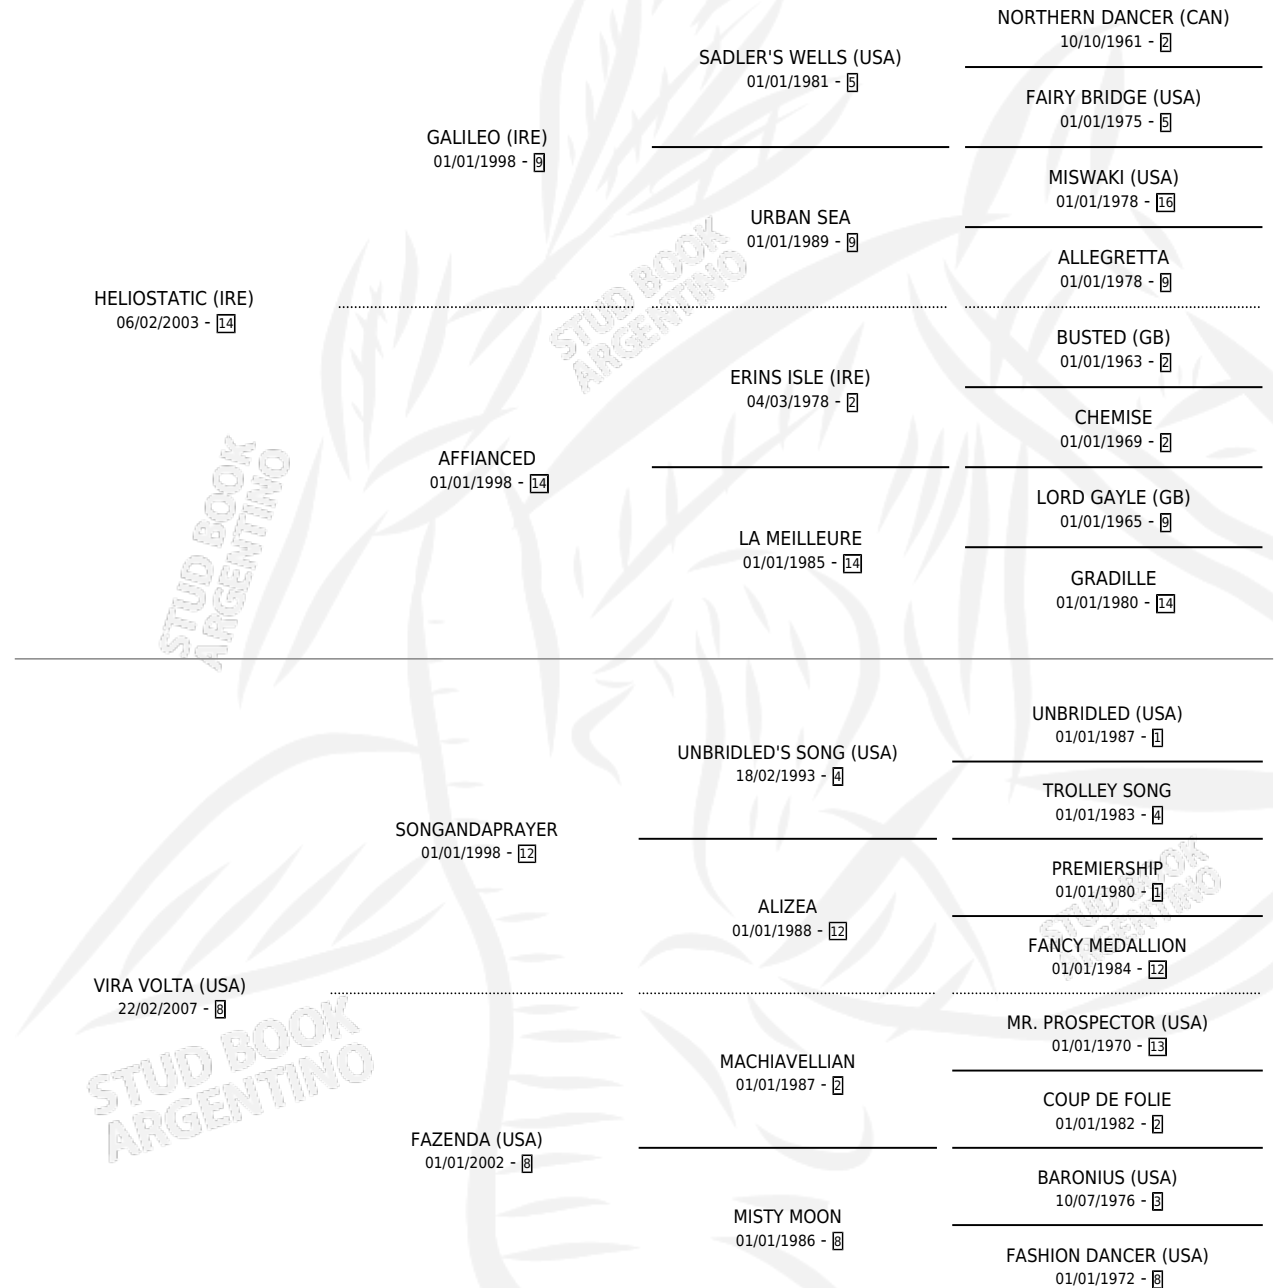 NORTHERN DANCER (CAN)
10/10/1961 - 2
SADLER'S WELLS (USA)
01/01/1981 - 5
FAIRY BRIDGE (USA)
01/01/1975 - 5
GALILEO (IRE)
01/01/1998 - 9
MISWAKI (USA)
01/01/1978 - 16
URBAN SEA
01/01/1989 - 9
ALLEGRETTA
01/01/1978 - 9
HELIOSTATIC (IRE)
06/02/2003 - 14
BUSTED (GB)
01/01/1963 - 2
ERINS ISLE (IRE)
04/03/1978 - 2
CHEMISE
01/01/1969 - 2
AFFIANCED
01/01/1998 - 14
LORD GAYLE (GB)
01/01/1965 - 9
LA MEILLEURE
01/01/1985 - 14
GRADILLE
01/01/1980 - 14
UNBRIDLED (USA)
01/01/1987 - 1
UNBRIDLED'S SONG (USA)
18/02/1993 - 4
TROLLEY SONG
01/01/1983 - 4
SONGANDAPRAYER
01/01/1998 - 12
PREMIERSHIP
01/01/1980 - 1
ALIZEA
01/01/1988 - 12
FANCY MEDALLION
01/01/1984 - 12
VIRA VOLTA (USA)
22/02/2007 - 8
MR. PROSPECTOR (USA)
01/01/1970 - 13
MACHIAVELLIAN
01/01/1987 - 2
COUP DE FOLIE
01/01/1982 - 2
FAZENDA (USA)
01/01/2002 - 8
BARONIUS (USA)
10/07/1976 - 3
MISTY MOON
01/01/1986 - 8
FASHION DANCER (USA)
01/01/1972 - 8
STUD BOOK
ARGENTINO
STUD BOOK
ARGENTINO
STUD BOOK
ARGENTINO
STUD BOOK
ARGENTINO